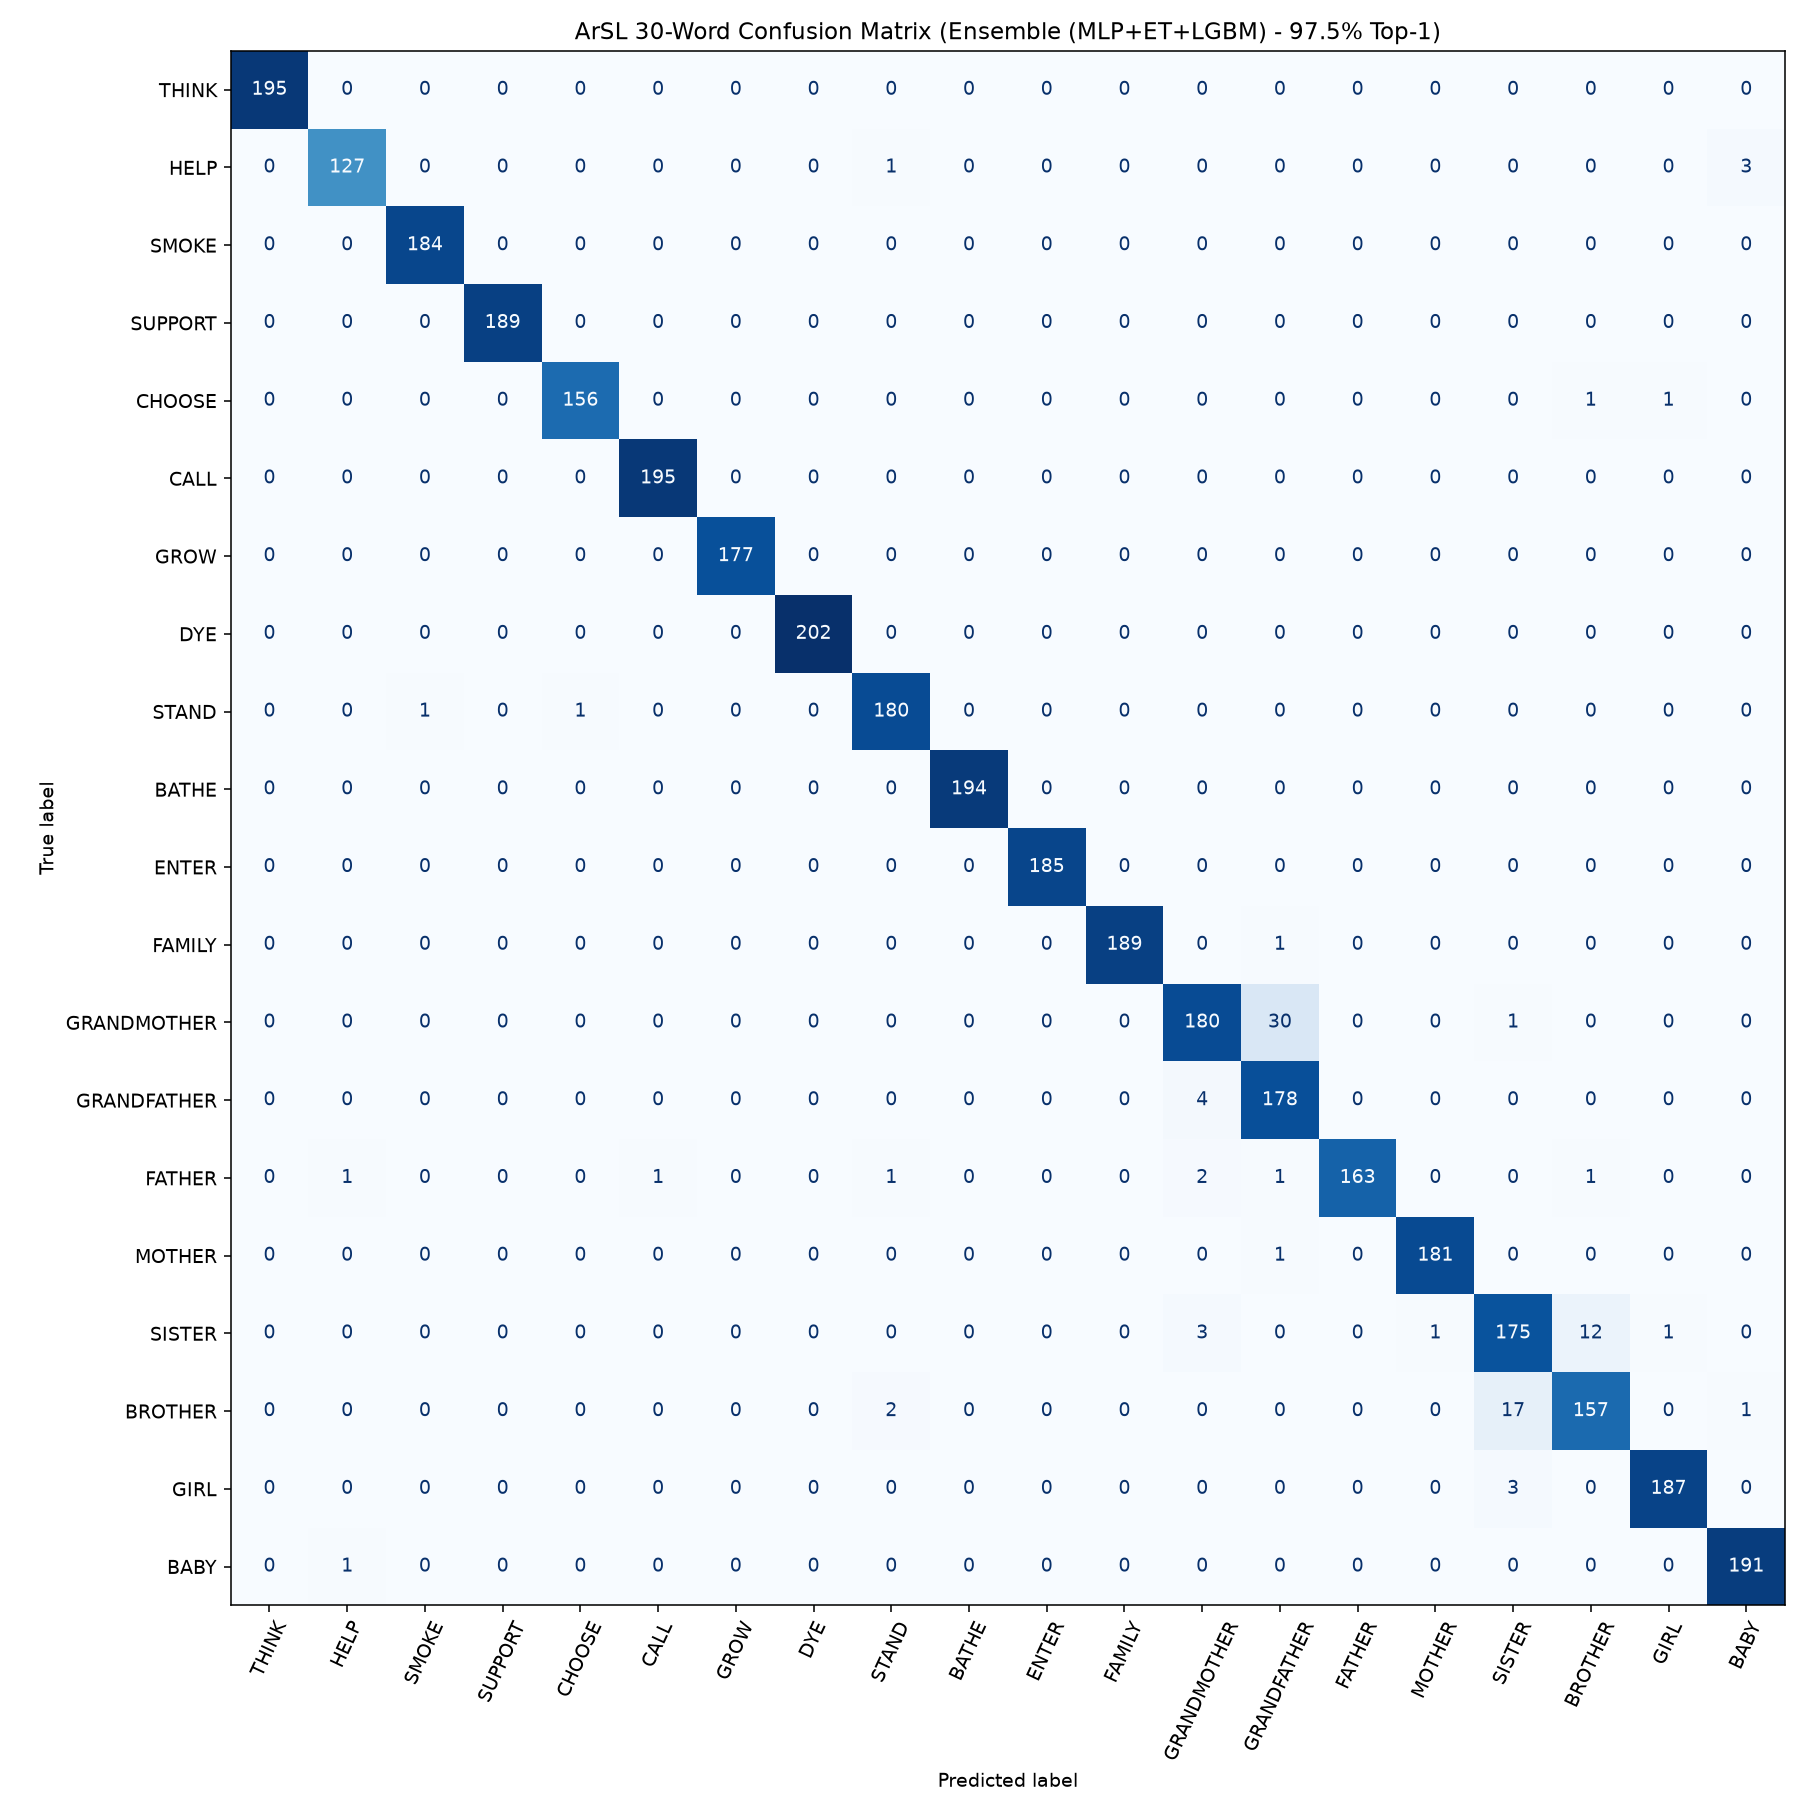 ArSL 30-Word Confusion Matrix (Ensemble (MLP+ET+LGBM) - 97.5% Top-1)
THINK 195 0 0 0 0 0 0 0 0 0 0 0 0 0 0 0 0 0 0 0
HELP 0 127 0 0 0 0 0 0 1 0 0 0 0 0 0 0 0 0 0 3
SMOKE 0 0 184 0 0 0 0 0 0 0 0 0 0 0 0 0 0 0 0 0
SUPPORT 0 0 0 189 0 0 0 0 0 0 0 0 0 0 0 0 0 0 0 0
CHOOSE 0 0 0 0 156 0 0 0 0 0 0 0 0 0 0 0 0 1 1 0
CALL 0 0 0 0 0 195 0 0 0 0 0 0 0 0 0 0 0 0 0 0
GROW 0 0 0 0 0 0 177 0 0 0 0 0 0 0 0 0 0 0 0 0
DYE 0 0 0 0 0 0 0 202 0 0 0 0 0 0 0 0 0 0 0 0
STAND 0 0 1 0 1 0 0 0 180 0 0 0 0 0 0 0 0 0 0 0
BATHE 0 0 0 0 0 0 0 0 0 194 0 0 0 0 0 0 0 0 0 0
ENTER 0 0 0 0 0 0 0 0 0 0 185 0 0 0 0 0 0 0 0 0
FAMILY 0 0 0 0 0 0 0 0 0 0 0 189 0 1 0 0 0 0 0 0
GRANDMOTHER 0 0 0 0 0 0 0 0 0 0 0 0 180 30 0 0 1 0 0 0
GRANDFATHER 0 0 0 0 0 0 0 0 0 0 0 0 4 178 0 0 0 0 0 0
FATHER 0 1 0 0 0 1 0 0 1 0 0 0 2 1 163 0 0 1 0 0
MOTHER 0 0 0 0 0 0 0 0 0 0 0 0 0 1 0 181 0 0 0 0
SISTER 0 0 0 0 0 0 0 0 0 0 0 0 3 0 0 1 175 12 1 0
BROTHER 0 0 0 0 0 0 0 0 2 0 0 0 0 0 0 0 17 157 0 1
GIRL 0 0 0 0 0 0 0 0 0 0 0 0 0 0 0 0 3 0 187 0
BABY 0 1 0 0 0 0 0 0 0 0 0 0 0 0 0 0 0 0 0 191
True label
THINK HELP SMOKE SUPPORT CHOOSE CALL GROW DYE STAND BATHE ENTER FAMILY GRANDMOTHER GRANDFATHER FATHER MOTHER SISTER BROTHER GIRL BABY
Predicted label